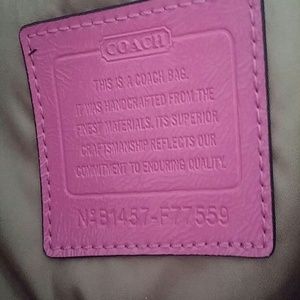 COACH
THIS IS A COACH BAG.
IT WAS HANDCRAFTED FROM THE
FINEST MATERIALS. ITS SUPERIOR
CRAFTSMANSHIP REFLECTS OUR
COMMITMENT TO ENDURING QUALITY.
Nº B1457-F77559